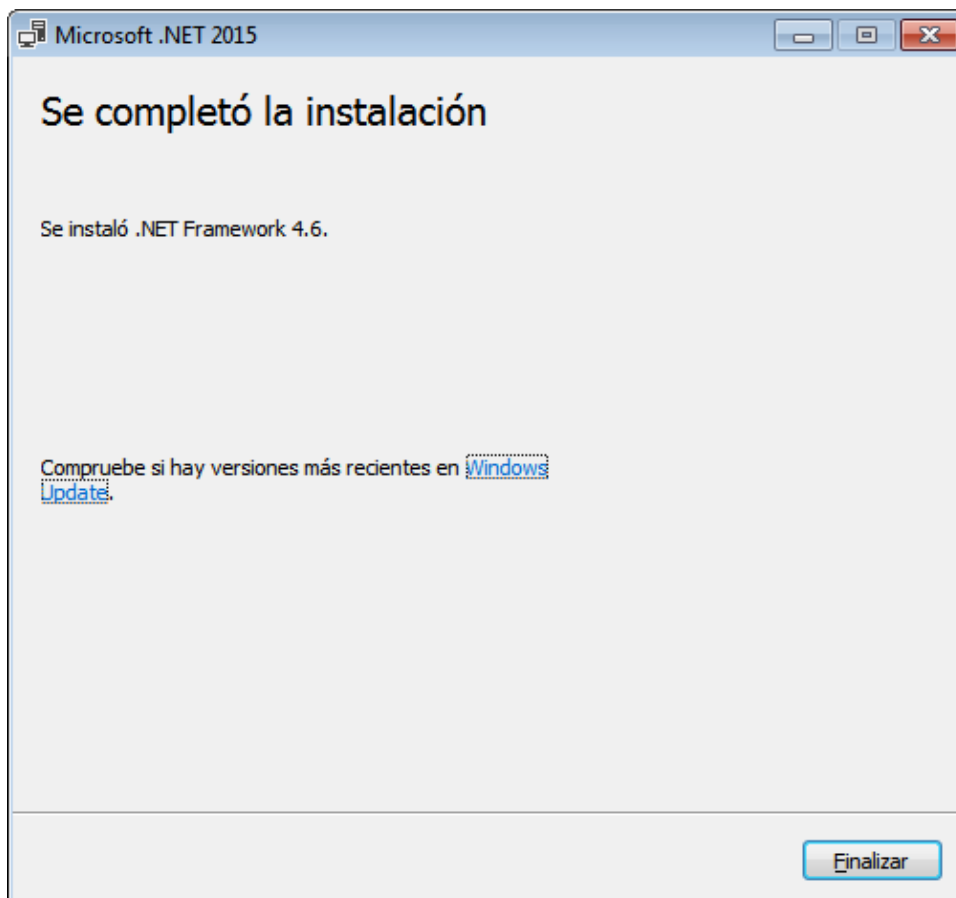 Microsoft .NET 2015
Se completó la instalación
Se instaló .NET Framework 4.6.
Compruebe si hay versiones más recientes en Windows
Update.
Finalizar